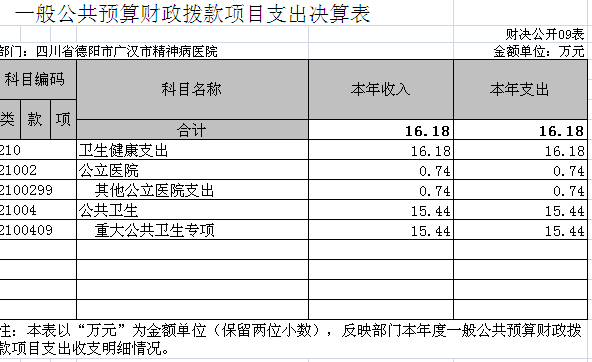 一般公共预算财政拨款项目支出决算表
财决公开09表
部门：四川省德阳市广汉市精神病医院 金额单位：万元
科目编码 科目名称 本年收入 本年支出
类 款 项
合计 16.18 16.18
210 卫生健康支出 16.18 16.18
21002 公立医院 0.74 0.74
2100299 其他公立医院支出 0.74 0.74
21004 公共卫生 15.44 15.44
2100409 重大公共卫生专项 15.44 15.44
注：本表以“万元”为金额单位（保留两位小数），反映部门本年度一般公共预算财政拨
款项目支出收支明细情况。